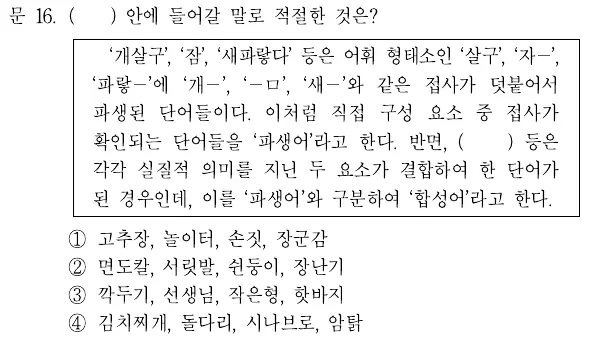 문 16. (     ) 안에 들어갈 말로 적절한 것은?
‘개살구’, ‘잠’, ‘새파랗다’ 등은 어휘 형태소인 ‘살구’, ‘자-’,
‘파랗-’에 ‘개-’, ‘-ㅁ’, ‘새-’와 같은 접사가 덧붙어서
파생된 단어들이다. 이처럼 직접 구성 요소 중 접사가
확인되는 단어들을 ‘파생어’라고 한다. 반면, (     ) 등은
각각 실질적 의미를 지닌 두 요소가 결합하여 한 단어가
된 경우인데, 이를 ‘파생어’와 구분하여 ‘합성어’라고 한다.
① 고추장, 놀이터, 손짓, 장군감
② 면도칼, 서릿발, 쉰둥이, 장난기
③ 깍두기, 선생님, 작은형, 핫바지
④ 김치찌개, 돌다리, 시나브로, 암탉